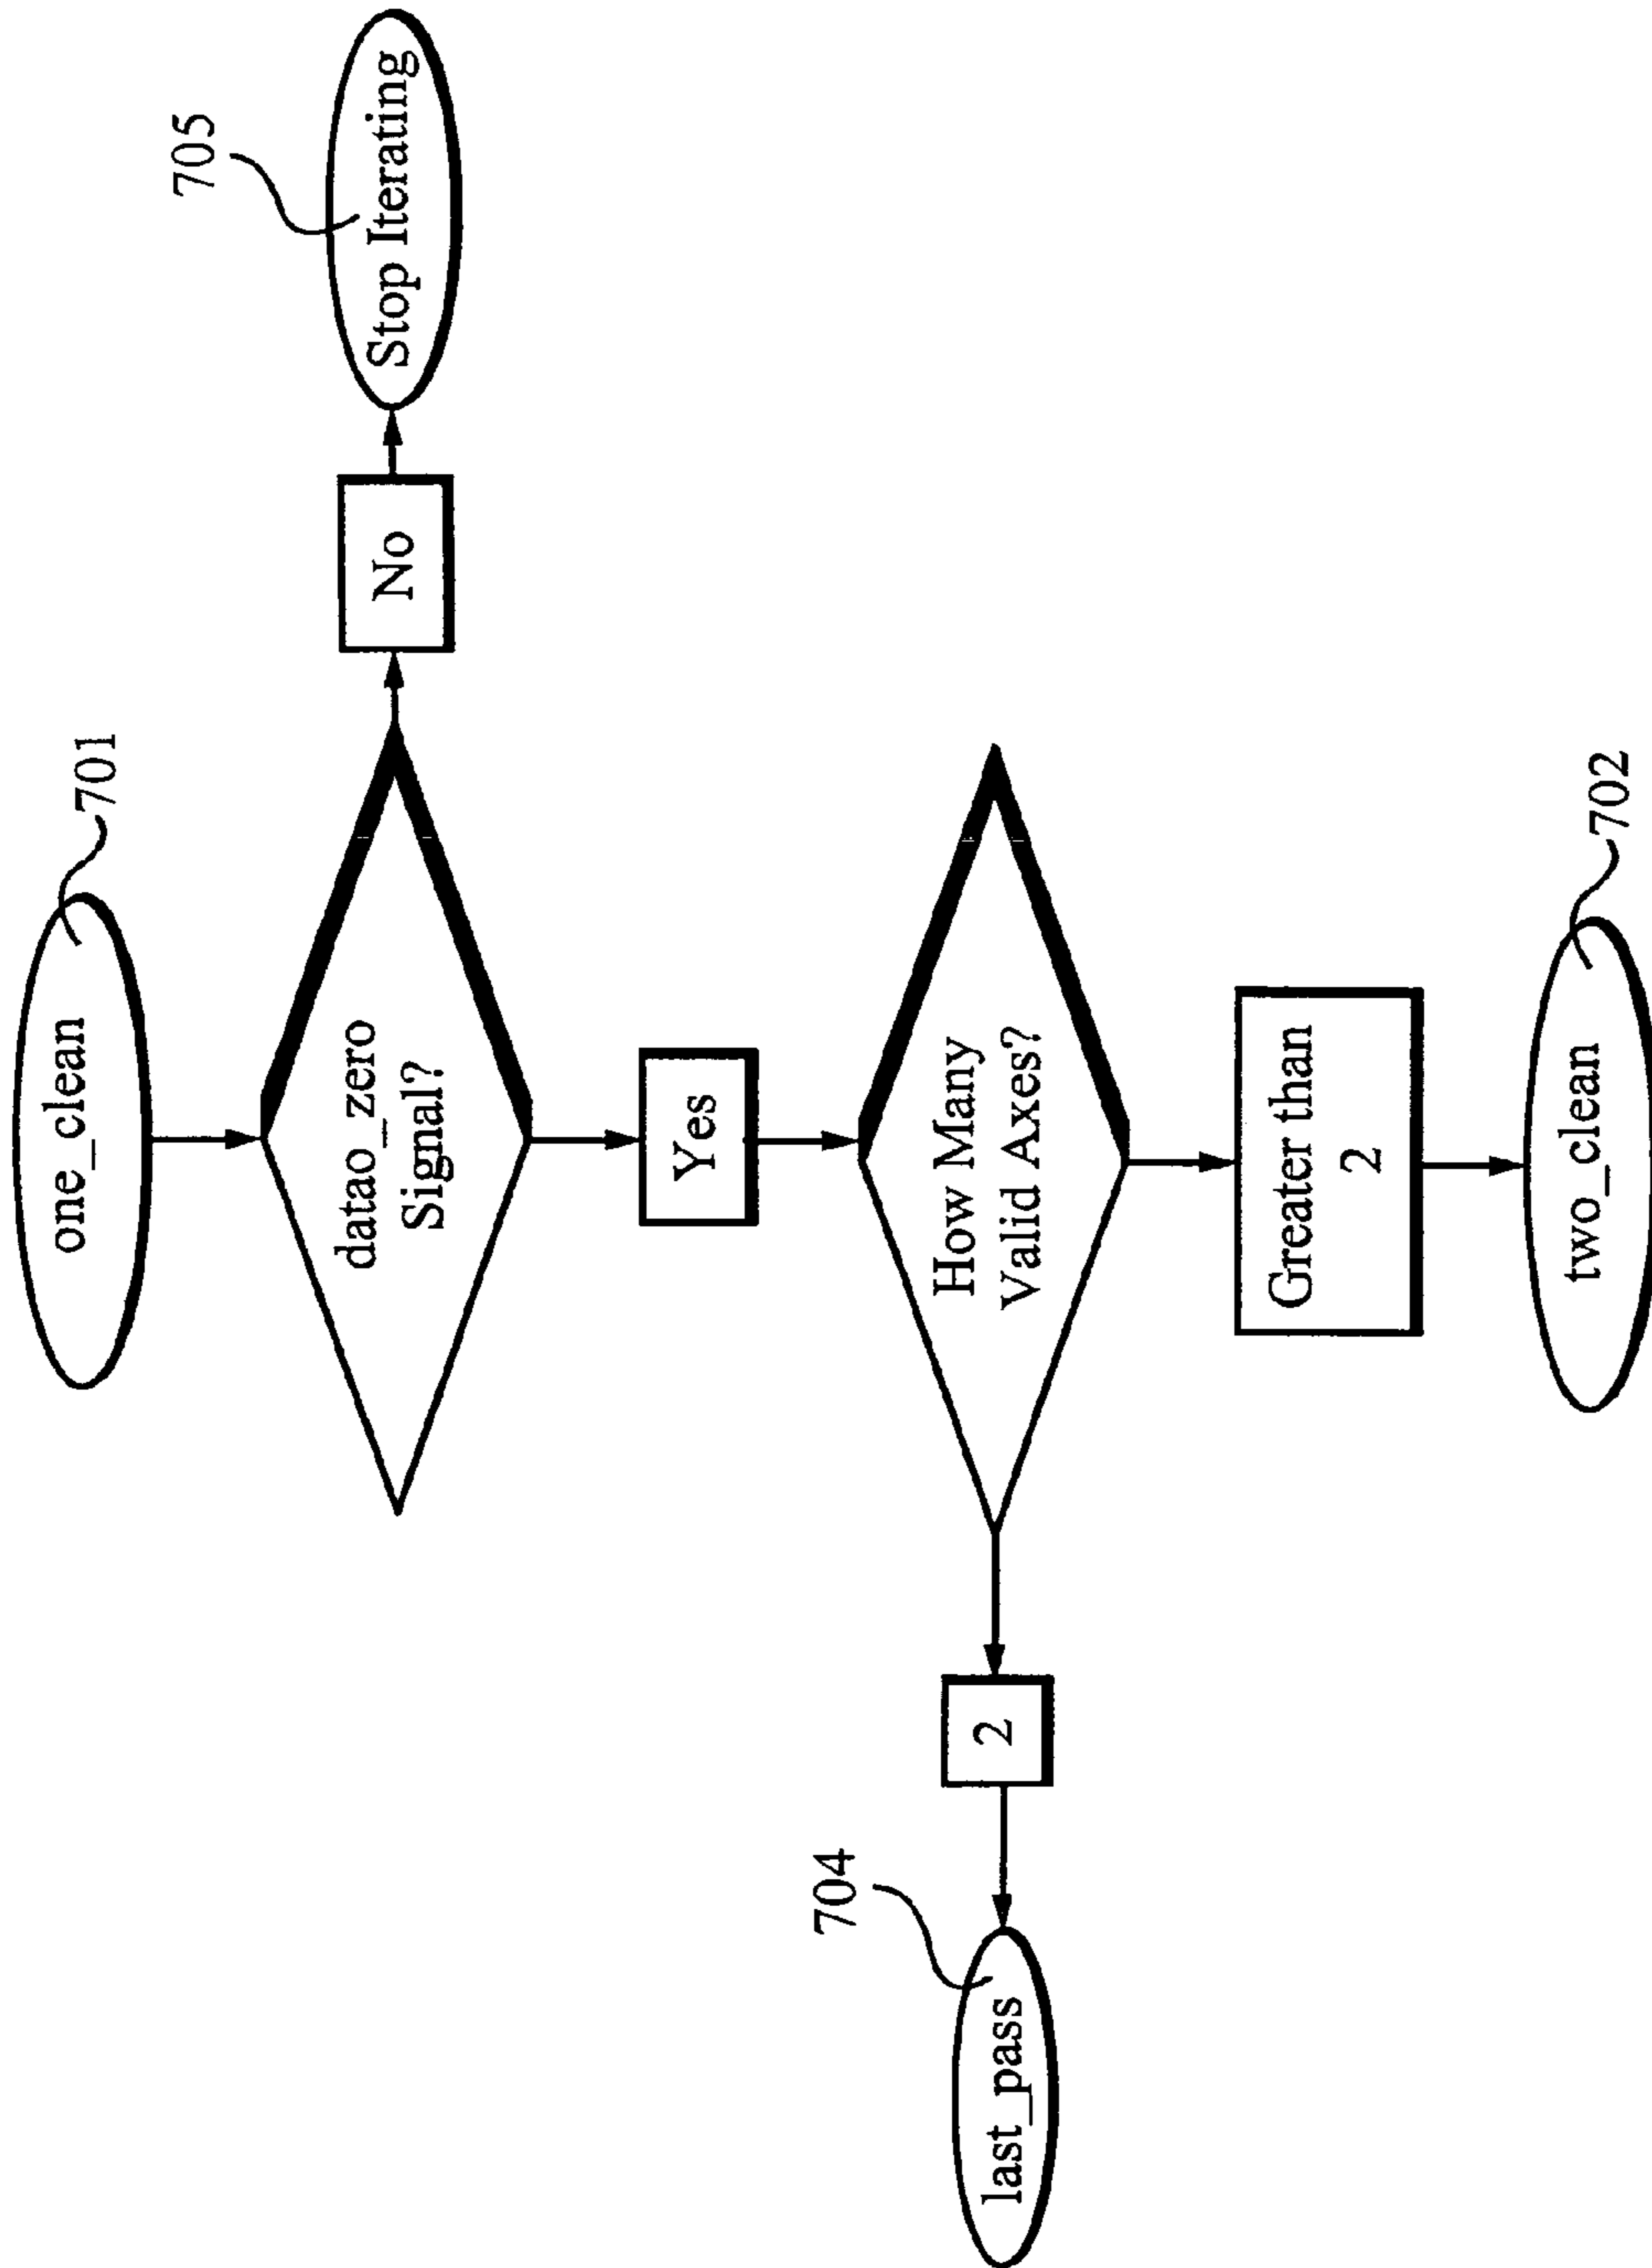 one_clean
701
datao_zero
Signal?
No
Stop Iterating
705
Yes
How Many
Valid Axes?
2
last_pass
704
Greater than
2
two_clean
702